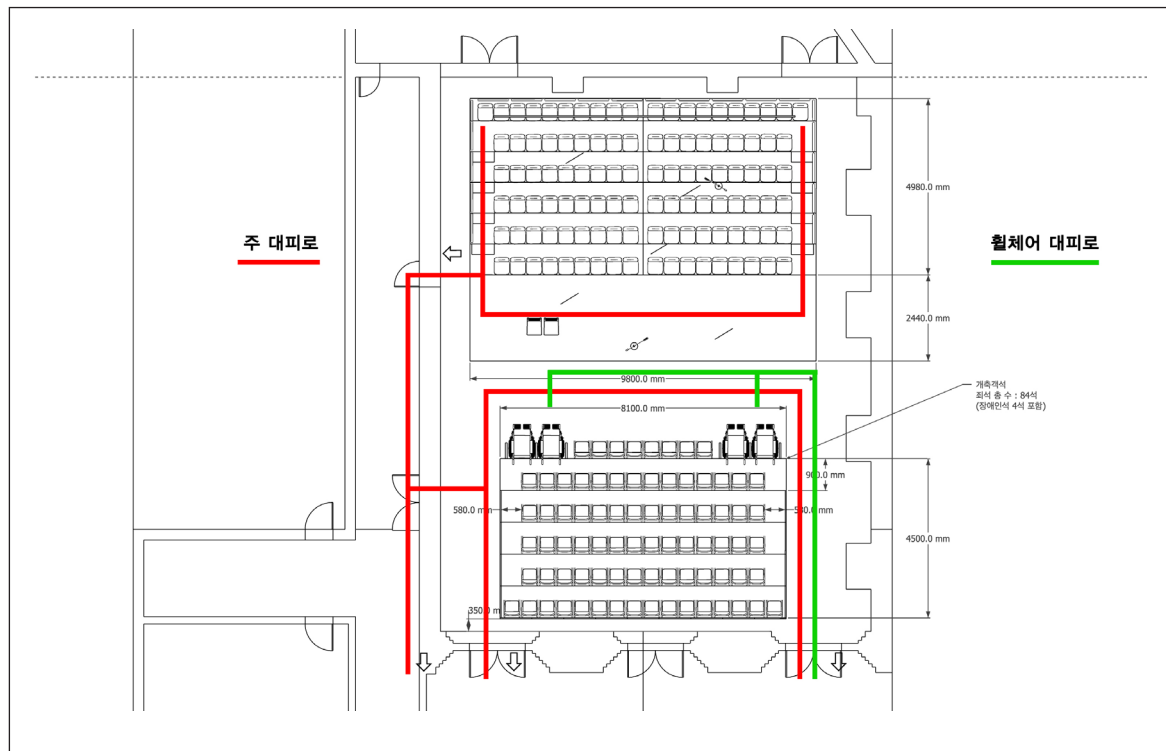 4980.0 mm
주 대피로
휠체어 대피로
2440.0 mm
9800.0 mm
개축객석
좌석 총 수 : 84석
(장애인석 4석 포함)
8100.0 mm
900.0 mm
580.0 mm
530.0 mm
4500.0 mm
350.0 m